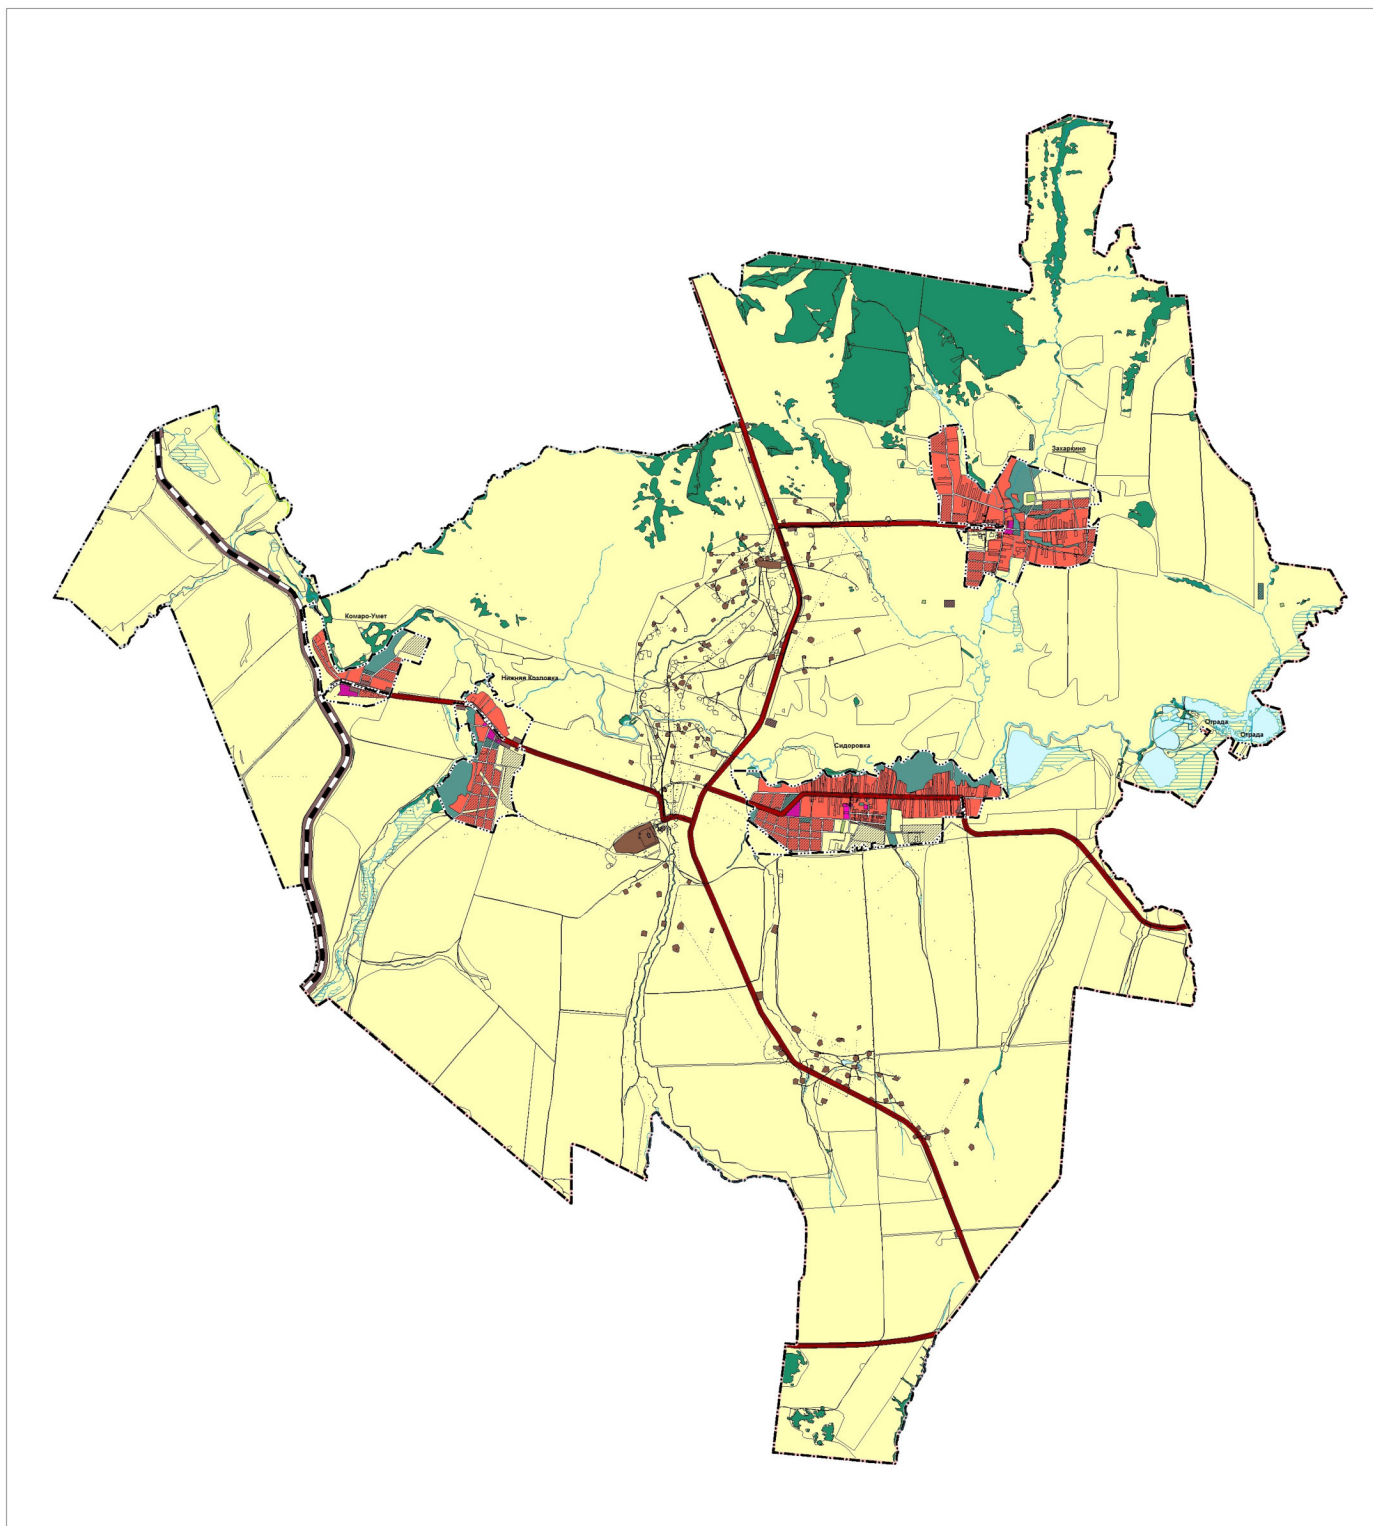 Захаркино
Комаро-Умет
Нижняя Козловка
Отрада
Отрада
Сидоровка